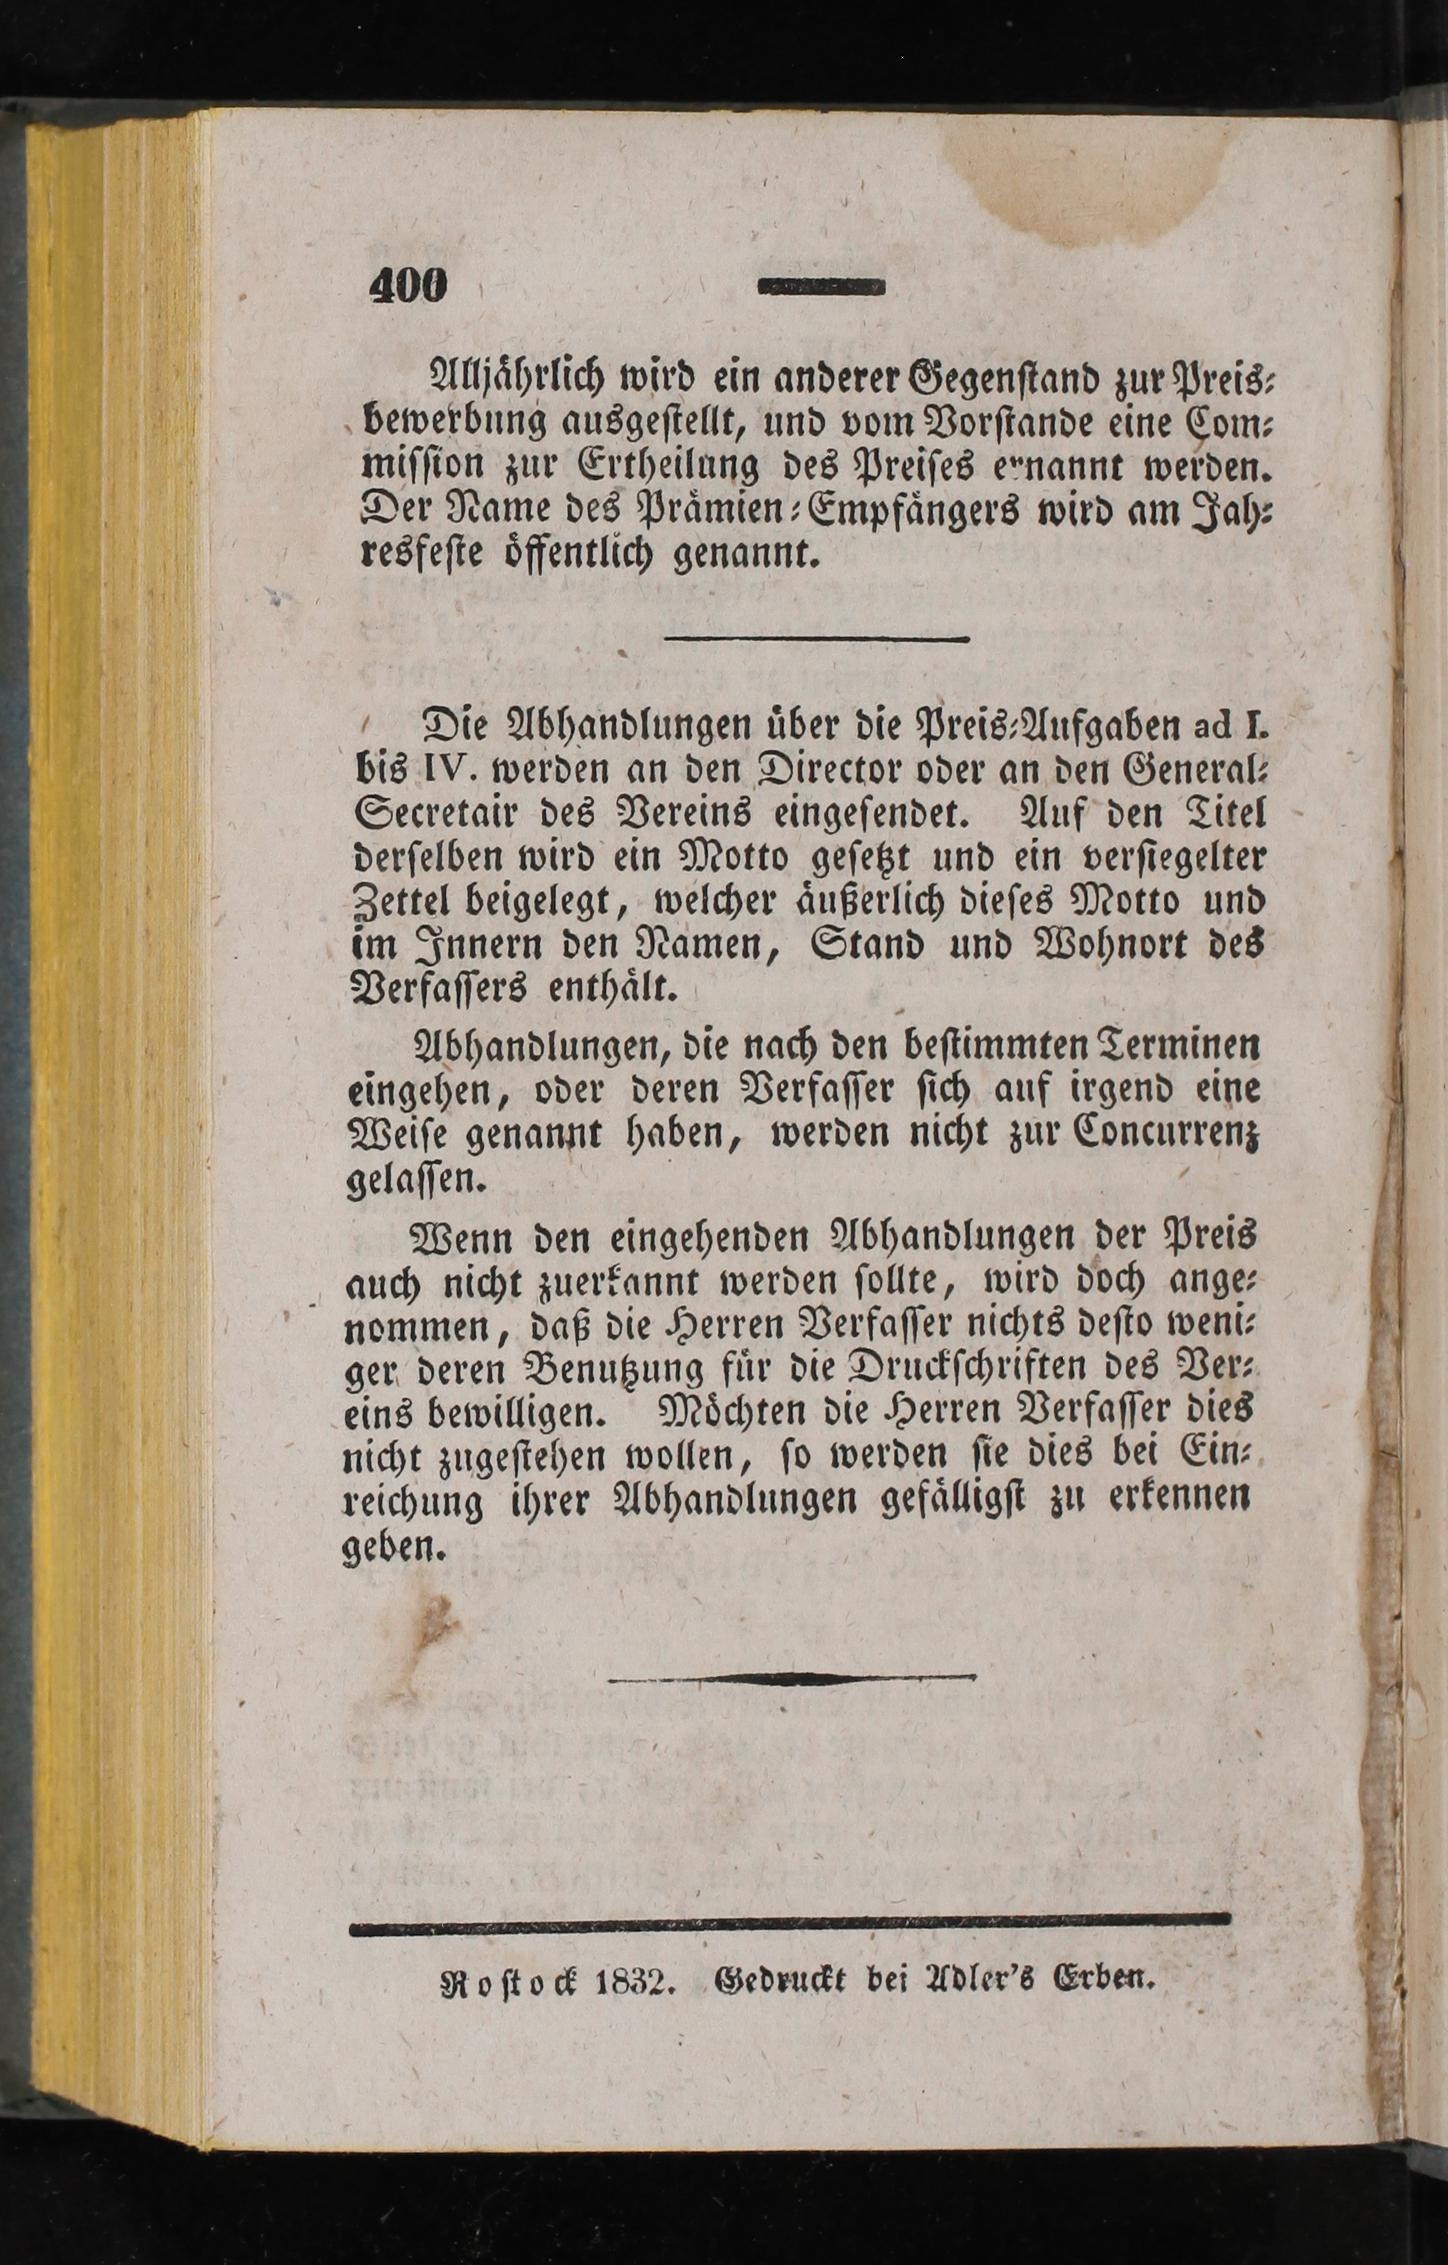 400
Alljährlich wird ein anderer Gegenstand zur Preis-
bewerbung ausgestellt, und vom Vorstande eine Com-
mission zur Ertheilung des Preises ernannt werden.
Der Name des Prämien-Empfängers wird am Jah-
resfeste öffentlich genannt.
Die Abhandlungen über die Preis-Aufgaben ad I.
bis IV. werden an den Director oder an den General-
Secretair des Vereins eingesendet. Auf den Titel
derselben wird ein Motto gesetzt und ein versiegelter
Zettel beigelegt, welcher äußerlich dieses Motto und
im Innern den Namen, Stand und Wohnort des
Verfassers enthält.
Abhandlungen, die nach den bestimmten Terminen
eingehen, oder deren Verfasser sich auf irgend eine
Weise genannt haben, werden nicht zur Concurrenz
gelassen.
Wenn den eingehenden Abhandlungen der Preis
auch nicht zuerkannt werden sollte, wird doch ange-
nommen, daß die Herren Verfasser nichts desto weni-
ger deren Benutzung für die Druckschriften des Ver-
eins bewilligen. Möchten die Herren Verfasser dies
nicht zugestehen wollen, so werden sie dies bei Ein-
reichung ihrer Abhandlungen gefälligst zu erkennen
geben.
Rostock 1832. Gedruckt bei Adler's Erben.